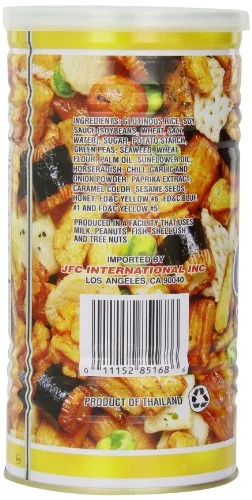 INGREDIENTS: GLUTINOUS RICE, SOY
SAUCE (SOYBEANS, WHEAT, SALT,
WATER), SUGAR, POTATO STARCH,
GREEN PEAS, SEAWEED, WHEAT
FLOUR, PALM OIL, SUNFLOWER OIL,
HORSERADISH, CHILI, GARLIC AND
ONION POWDER, PAPRIKA EXTRACT,
CARAMEL COLOR, SESAME SEEDS,
HONEY, FD&C YELLOW #6, FD&C BLUE
#1 AND FD&C YELLOW #5.
PRODUCED IN A FACILITY THAT USES
MILK, PEANUTS, FISH, SHELLFISH
AND TREE NUTS
IMPORTED BY
JFC INTERNATIONAL INC
LOS ANGELES, CA 90040
0 11152 85168 6
PRODUCT OF THAILAND